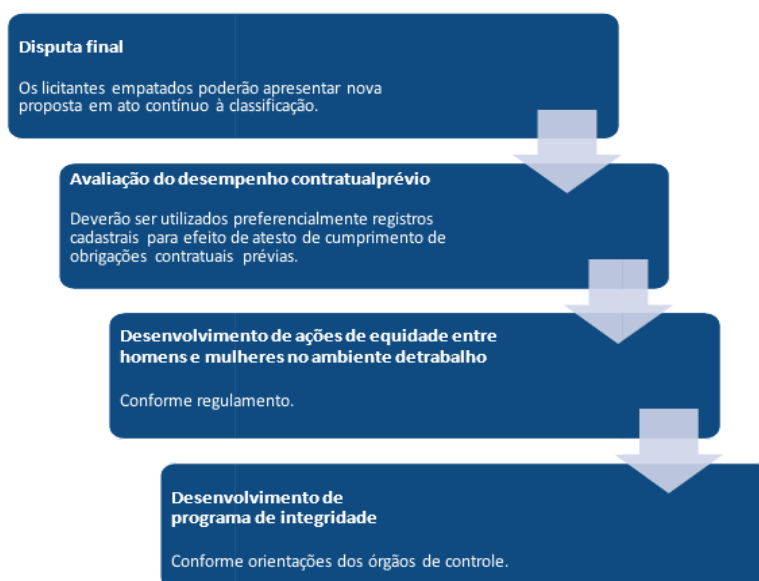 Disputa final
Os licitantes empatados poderão apresentar nova
proposta em ato contínuo à classificação.
Avaliação do desempenho contratualprévio
Deverão ser utilizados preferencialmente registros
cadastrais para efeito de atesto de cumprimento de
obrigações contratuais prévias.
Desenvolvimento de ações de equidade entre
homens e mulheres no ambiente detrabalho
Conforme regulamento.
Desenvolvimento de
programa de integridade
Conforme orientações dos órgãos de controle.